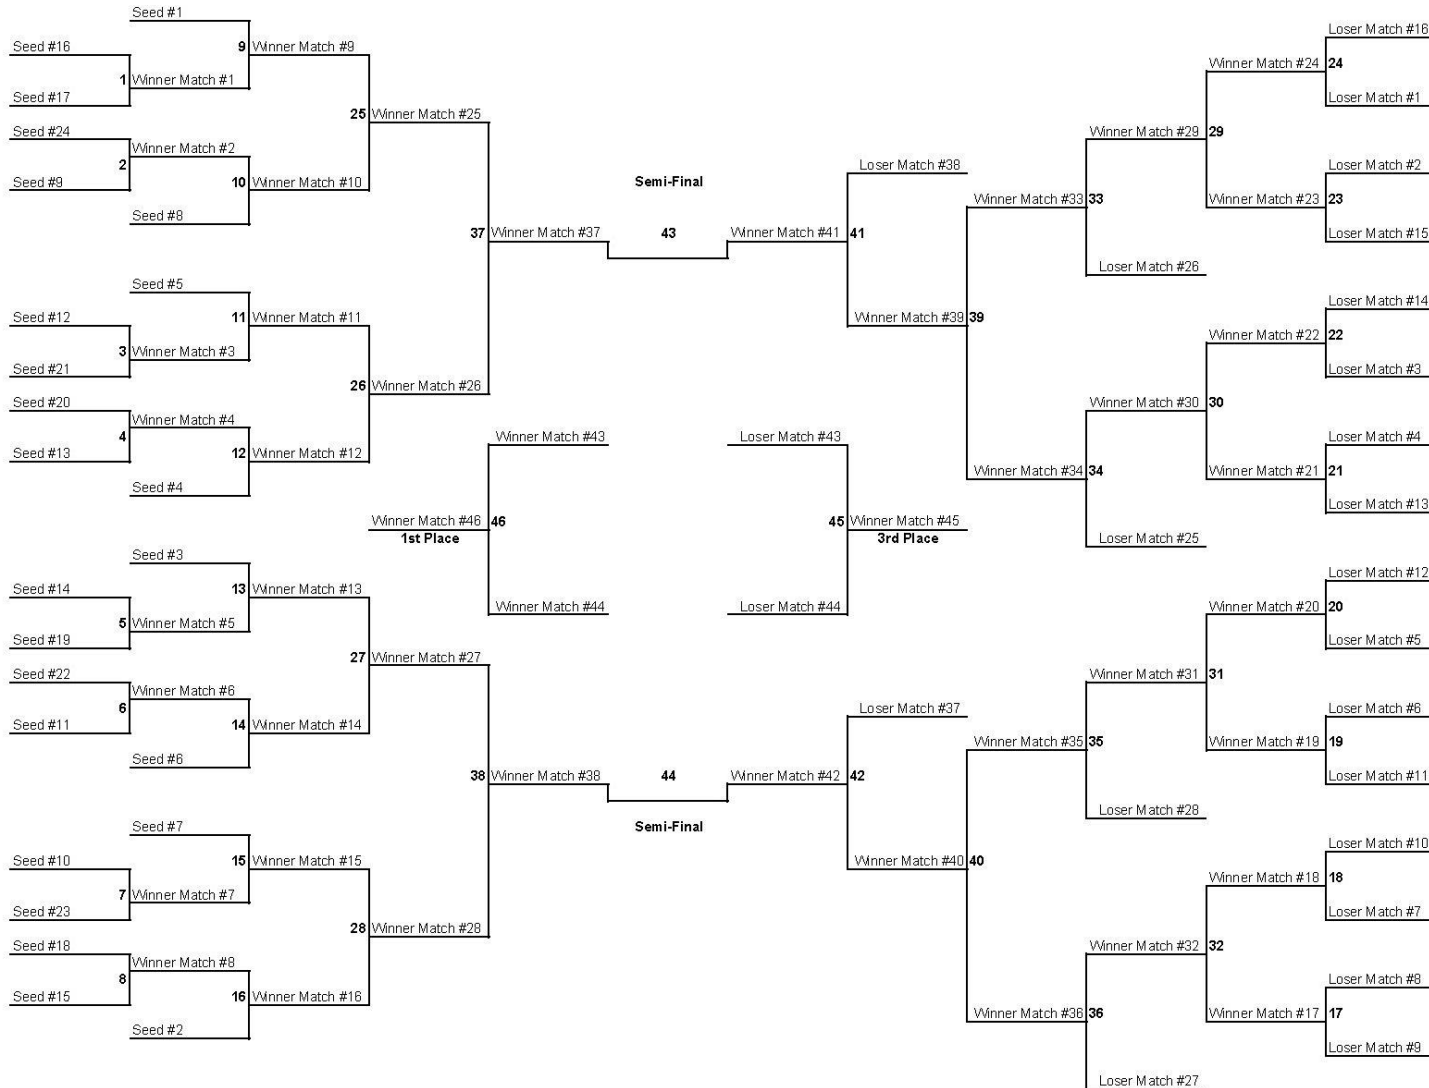 Seed #1
Seed #16
9 Winner Match #9
1 Winner Match #1
Seed #17
25 Winner Match #25
Seed #24
2 Winner Match #2
Seed #9
10 Winner Match #10
Seed #8
37 Winner Match #37
Seed #5
Seed #12
11 Winner Match #11
3 Winner Match #3
Seed #21
26 Winner Match #26
Seed #20
4 Winner Match #4
Seed #13
12 Winner Match #12
Seed #4
Semi-Final
43
Winner Match #43
Winner Match #46 46
1st Place
Winner Match #44
Seed #3
Seed #14
13 Winner Match #13
5 Winner Match #5
Seed #19
27 Winner Match #27
Seed #22
6 Winner Match #6
Seed #11
14 Winner Match #14
Seed #6
38 Winner Match #38
Seed #7
Seed #10
15 Winner Match #15
7 Winner Match #7
Seed #23
28 Winner Match #28
Seed #18
8 Winner Match #8
Seed #15
16 Winner Match #16
Seed #2
44
Semi-Final
Loser Match #43
45 Winner Match #45
3rd Place
Loser Match #44
Loser Match #16
Winner Match #24 24
Loser Match #1
Winner Match #29 29
Loser Match #2
Winner Match #23 23
Loser Match #15
Loser Match #38
Winner Match #33 33
Winner Match #41 41
Loser Match #26
Loser Match #14
Winner Match #22 22
Loser Match #3
Winner Match #39 39
Winner Match #30 30
Loser Match #4
Winner Match #21 21
Loser Match #13
Winner Match #34 34
Loser Match #25
Loser Match #12
Winner Match #20 20
Loser Match #5
Winner Match #31 31
Loser Match #6
Winner Match #19 19
Loser Match #11
Loser Match #37
Winner Match #35 35
Winner Match #42 42
Loser Match #28
Loser Match #10
Winner Match #18 18
Loser Match #7
Winner Match #40 40
Winner Match #32 32
Loser Match #8
Winner Match #17 17
Loser Match #9
Winner Match #36 36
Loser Match #27